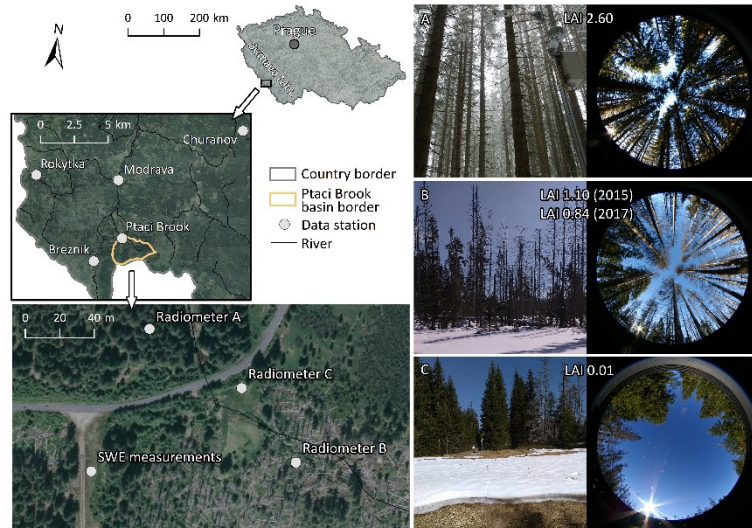 N
0 100 200 km
Prague
Šumava Mts.
0 2.5 5 km
Churanov
Rokytka
Modrava
Ptaci Brook
Breznik
Country border
Ptaci Brook
basin border
Data station
River
0 20 40 m
Radiometer A
Radiometer C
Radiometer B
SWE measurements
A
LAI 2.60
B
LAI 1.10 (2015)
LAI 0.84 (2017)
C
LAI 0.01